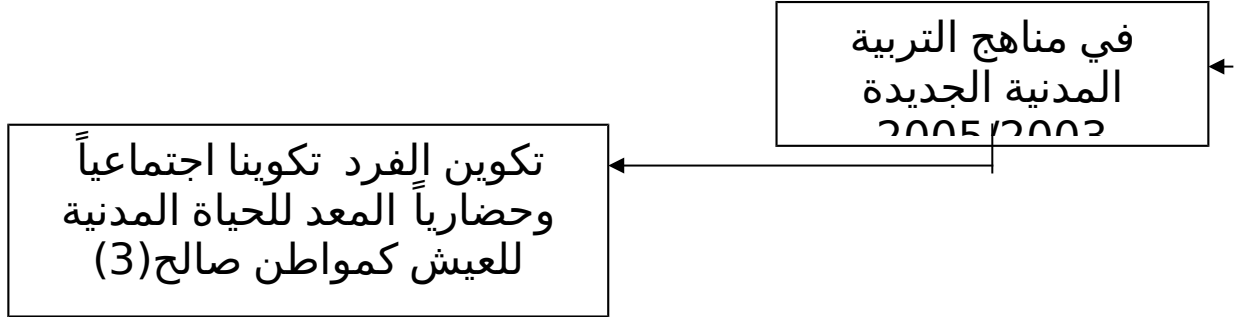 في مناهج التربية
المدنية الجديدة
2005/2003
تكوين الفرد تكوينا اجتماعياً
وحضارياً المعد للحياة المدنية
للعيش كمواطن صالح(3)